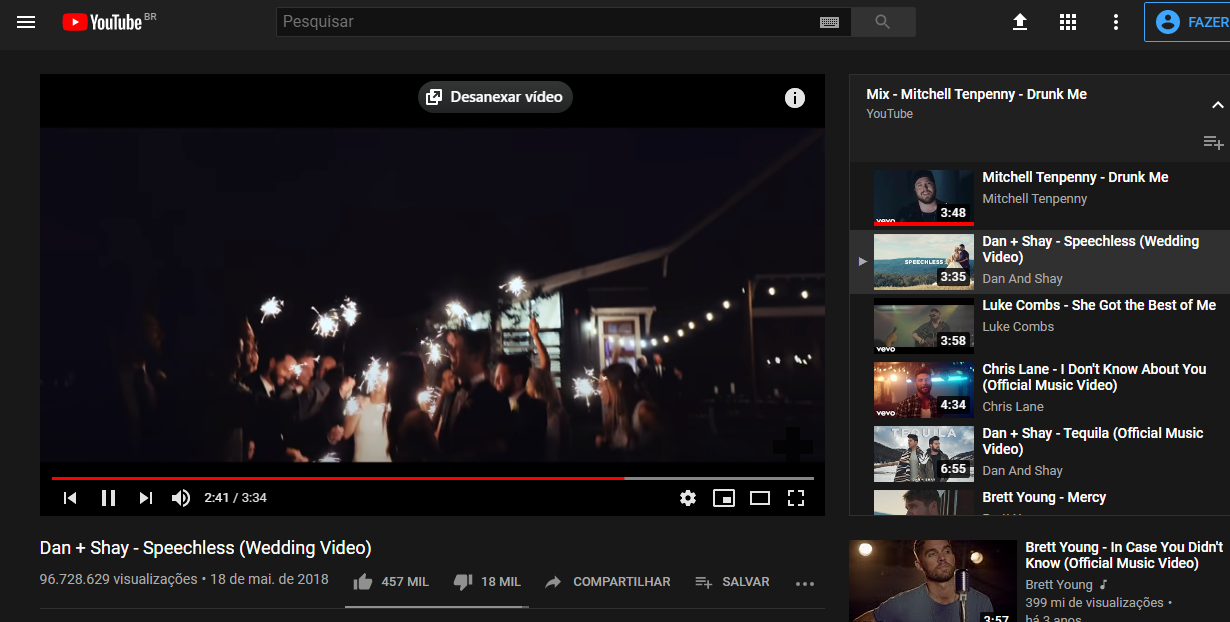 YouTube BR
Pesquisar
FAZER
Desanexar vídeo
2:41 / 3:34
Dan + Shay - Speechless (Wedding Video)
96.728.629 visualizações • 18 de mai. de 2018
457 MIL
18 MIL
COMPARTILHAR
SALVAR
Mix - Mitchell Tenpenny - Drunk Me
YouTube
vevo
3:48
Mitchell Tenpenny - Drunk Me
Mitchell Tenpenny
SPEECHLESS
3:35
Dan + Shay - Speechless (Wedding
Video)
Dan And Shay
vevo
3:58
Luke Combs - She Got the Best of Me
Luke Combs
vevo
4:34
Chris Lane - I Don't Know About You
(Official Music Video)
Chris Lane
TEQUILA
6:55
Dan + Shay - Tequila (Official Music
Video)
Dan And Shay
Brett Young - Mercy
3:57
Brett Young - In Case You Didn't
Know (Official Music Video)
Brett Young
399 mi de visualizações •
há 3 anos